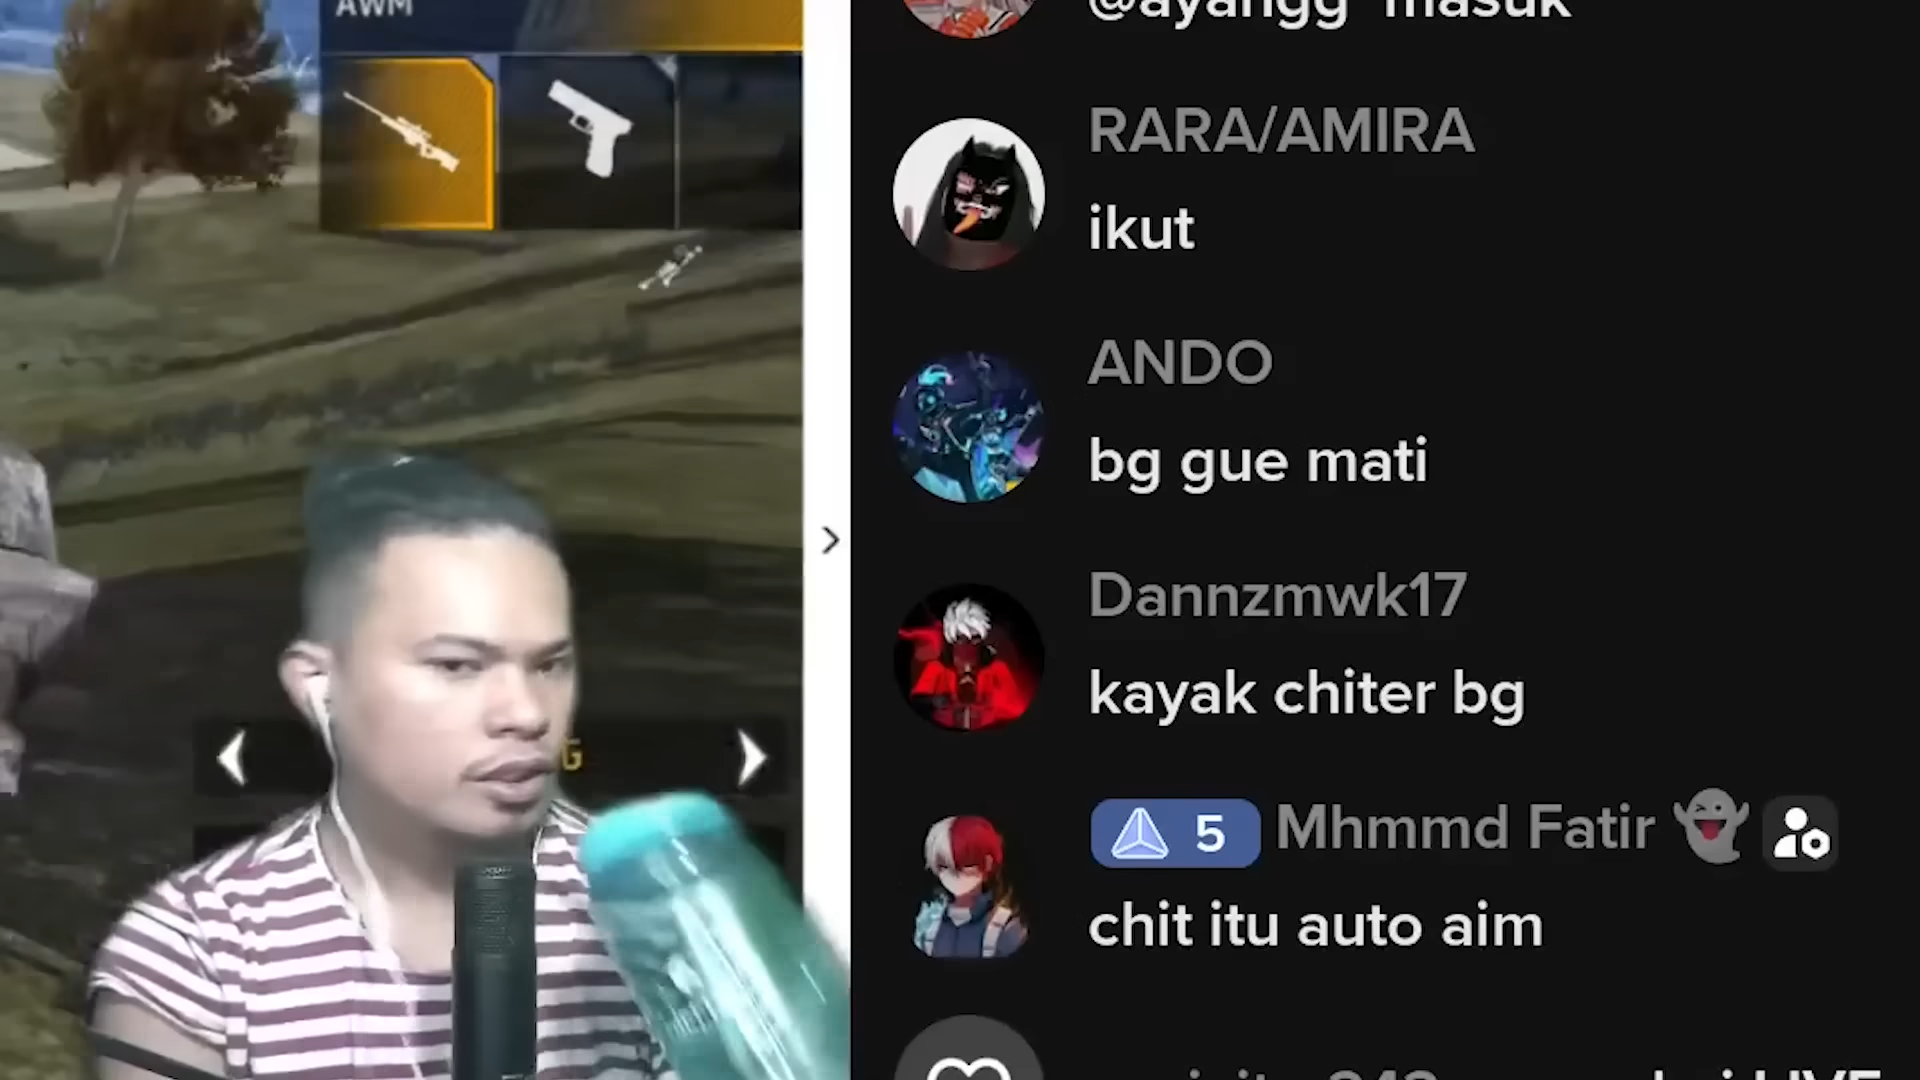 AWM
masuk
RARA/AMIRA
ikut
ANDO
bg gue mati
Dannzmwk17
kayak chiter bg
5 Mhmmd Fatir
chit itu auto aim
G